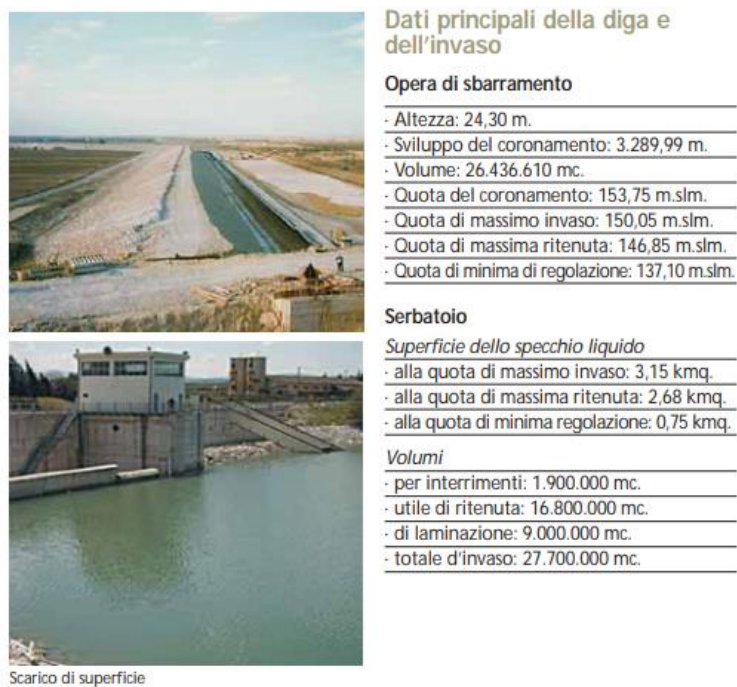 Dati principali della diga e
dell'invaso
Opera di sbarramento
· Altezza: 24,30 m.
· Sviluppo del coronamento: 3.289,99 m.
· Volume: 26.436.610 mc.
· Quota del coronamento: 153,75 m.slm.
· Quota di massimo invaso: 150,05 m.slm.
· Quota di massima ritenuta: 146,85 m.slm.
· Quota di minima di regolazione: 137,10 m.slm.
Serbatoio
Superficie dello specchio liquido
· alla quota di massimo invaso: 3,15 kmq.
· alla quota di massima ritenuta: 2,68 kmq.
· alla quota di minima regolazione: 0,75 kmq.
Volumi
· per interrimenti: 1.900.000 mc.
· utile di ritenuta: 16.800.000 mc.
· di laminazione: 9.000.000 mc.
· totale d'invaso: 27.700.000 mc.
Scarico di superficie